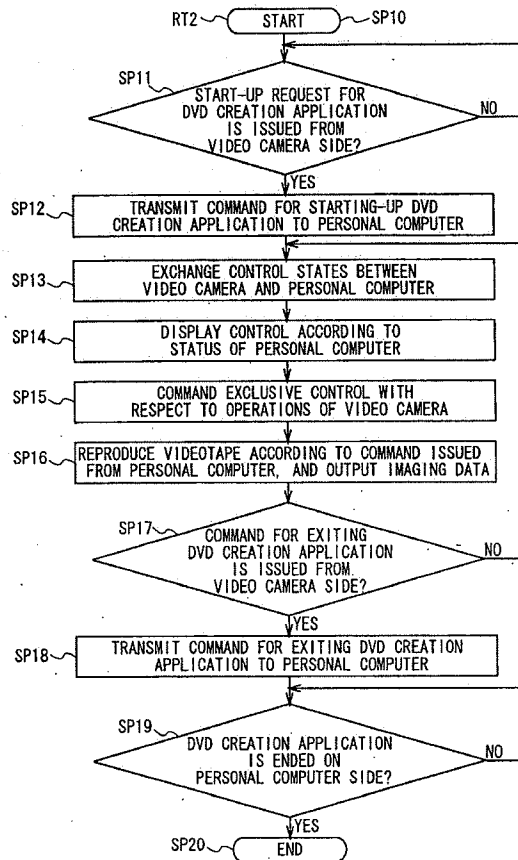 RT2 START SP10
SP11
START-UP REQUEST FOR
DVD CREATION APPLICATION
IS ISSUED FROM
VIDEO CAMERA SIDE?
NO
YES
SP12
TRANSMIT COMMAND FOR STARTING-UP DVD
CREATION APPLICATION TO PERSONAL COMPUTER
SP13
EXCHANGE CONTROL STATES BETWEEN
VIDEO CAMERA AND PERSONAL COMPUTER
SP14
DISPLAY CONTROL ACCORDING TO
STATUS OF PERSONAL COMPUTER
SP15
COMMAND EXCLUSIVE CONTROL WITH
RESPECT TO OPERATIONS OF VIDEO CAMERA
SP16
REPRODUCE VIDEOTAPE ACCORDING TO COMMAND ISSUED
FROM PERSONAL COMPUTER, AND OUTPUT IMAGING DATA
SP17
COMMAND FOR EXITING
DVD CREATION APPLICATION
IS ISSUED FROM
VIDEO CAMERA SIDE?
NO
YES
SP18
TRANSMIT COMMAND FOR EXITING DVD CREATION
APPLICATION TO PERSONAL COMPUTER
SP19
DVD CREATION APPLICATION
IS ENDED ON
PERSONAL COMPUTER SIDE?
NO
YES
SP20 END